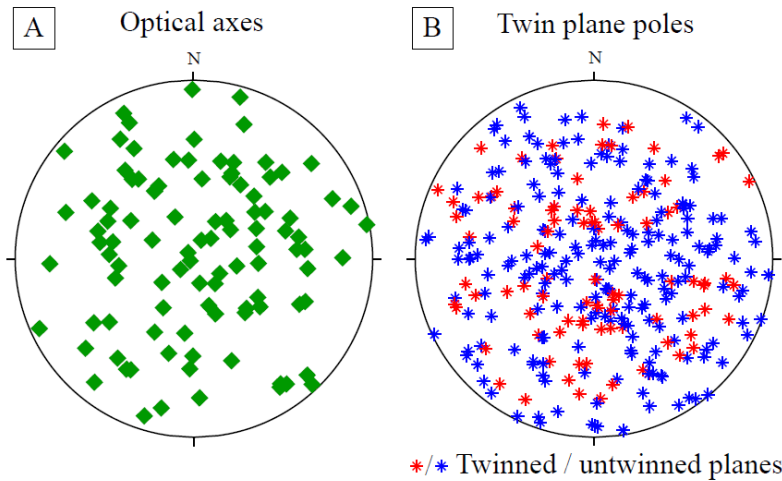 A
Optical axes
N
B
Twin plane poles
N
*/* Twinned / untwinned planes